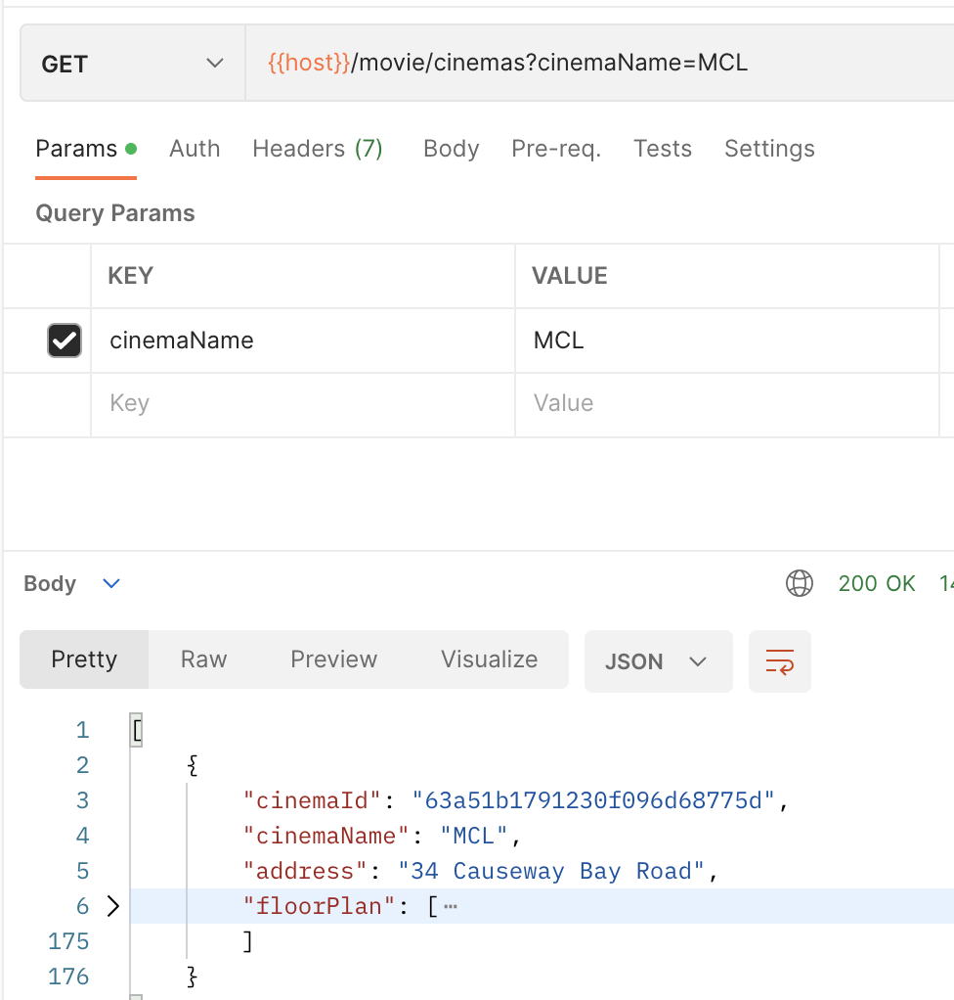 GET {{host}}/movie/cinemas?cinemaName=MCL
Params Auth Headers (7) Body Pre-req. Tests Settings
Query Params
KEY VALUE
cinemaName MCL
Key Value
Body 200 OK 14
Pretty Raw Preview Visualize JSON
1 [
2 {
3 "cinemaId": "63a51b1791230f096d68775d",
4 "cinemaName": "MCL",
5 "address": "34 Causeway Bay Road",
6 "floorPlan": [⋯
175 ]
176 }